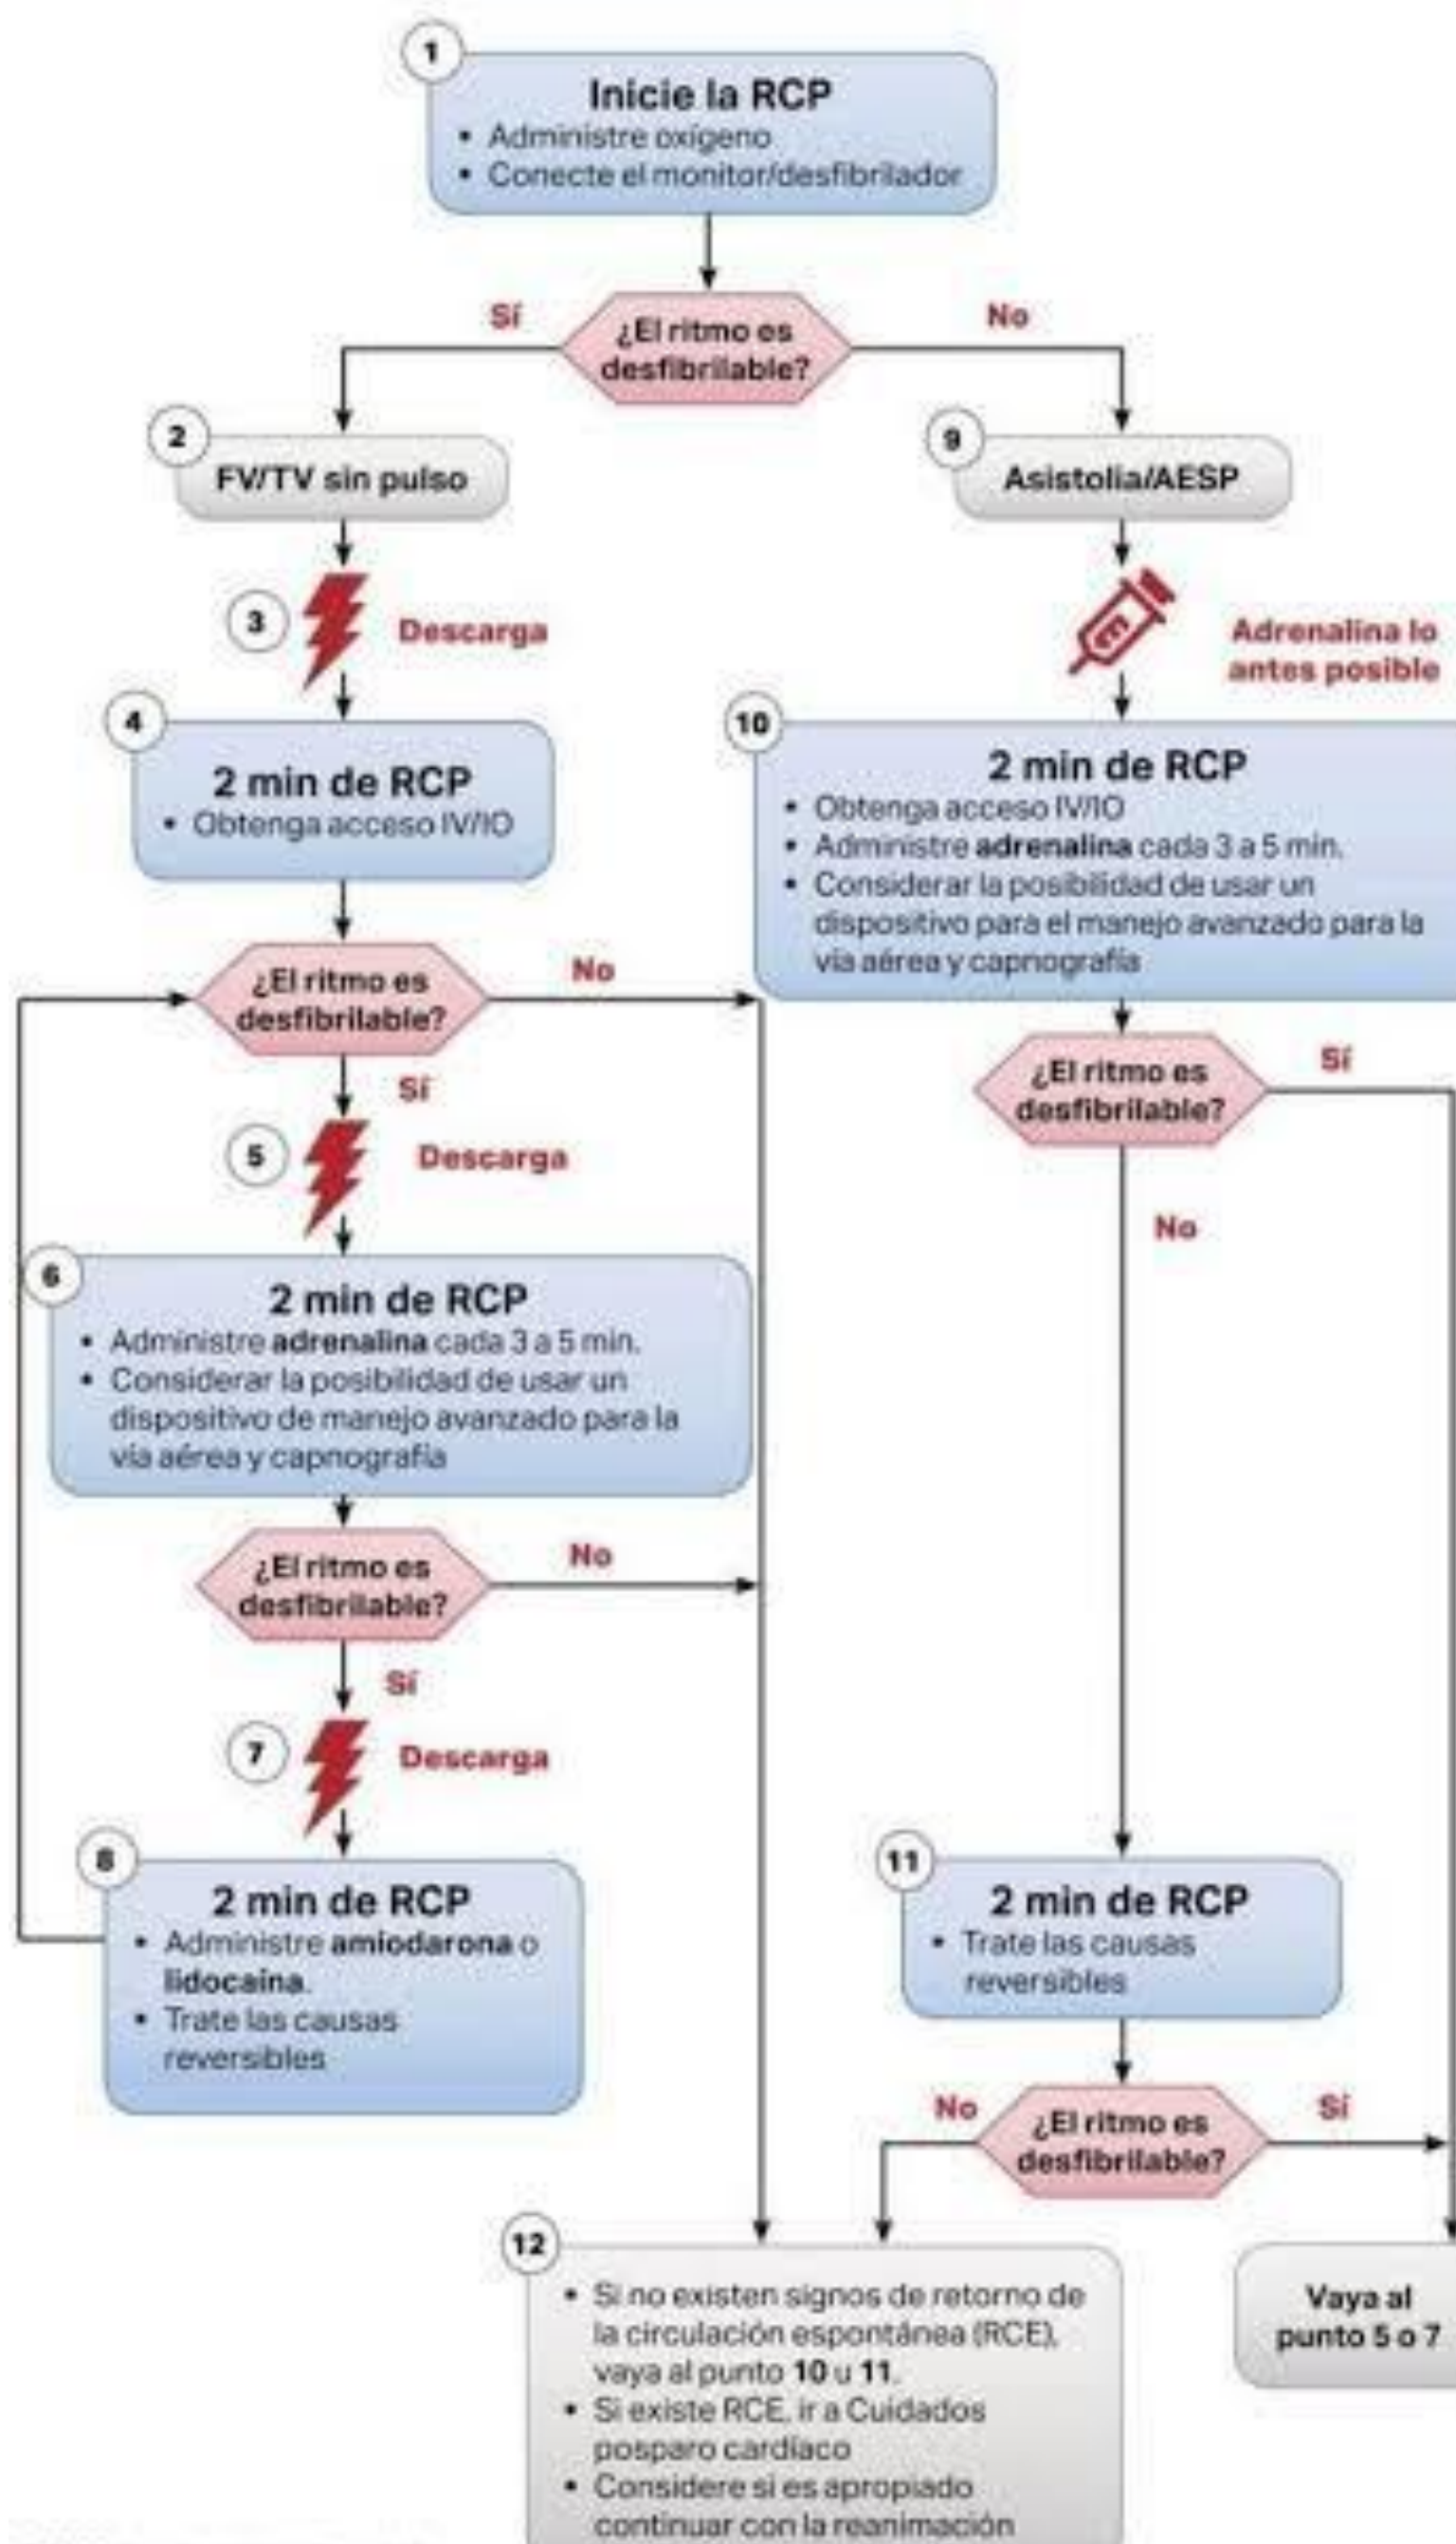 1
Inicie la RCP
• Administre oxígeno
• Conecte el monitor/desfibrilador
¿El ritmo es
desfibrilable?
Sí
No
2
FV/TV sin pulso
9
Asistolia/AESP
3
Descarga
Adrenalina lo
antes posible
4
2 min de RCP
• Obtenga acceso IV/IO
10
2 min de RCP
• Obtenga acceso IV/IO
• Administre adrenalina cada 3 a 5 min.
• Considerar la posibilidad de usar un
dispositivo para el manejo avanzado para la
vía aérea y capnografía
¿El ritmo es
desfibrilable?
No
Sí
¿El ritmo es
desfibrilable?
Sí
No
5
Descarga
6
2 min de RCP
• Administre adrenalina cada 3 a 5 min.
• Considerar la posibilidad de usar un
dispositivo de manejo avanzado para la
vía aérea y capnografía
¿El ritmo es
desfibrilable?
No
Sí
7
Descarga
8
2 min de RCP
• Administre amiodarona o
lidocaína.
• Trate las causas
reversibles
11
2 min de RCP
• Trate las causas
reversibles
¿El ritmo es
desfibrilable?
No
Sí
12
• Si no existen signos de retorno de
la circulación espontánea (RCE),
vaya al punto 10 u 11.
• Si existe RCE, ir a Cuidados
posparo cardíaco
• Considere si es apropiado
continuar con la reanimación
Vaya al
punto 5 o 7